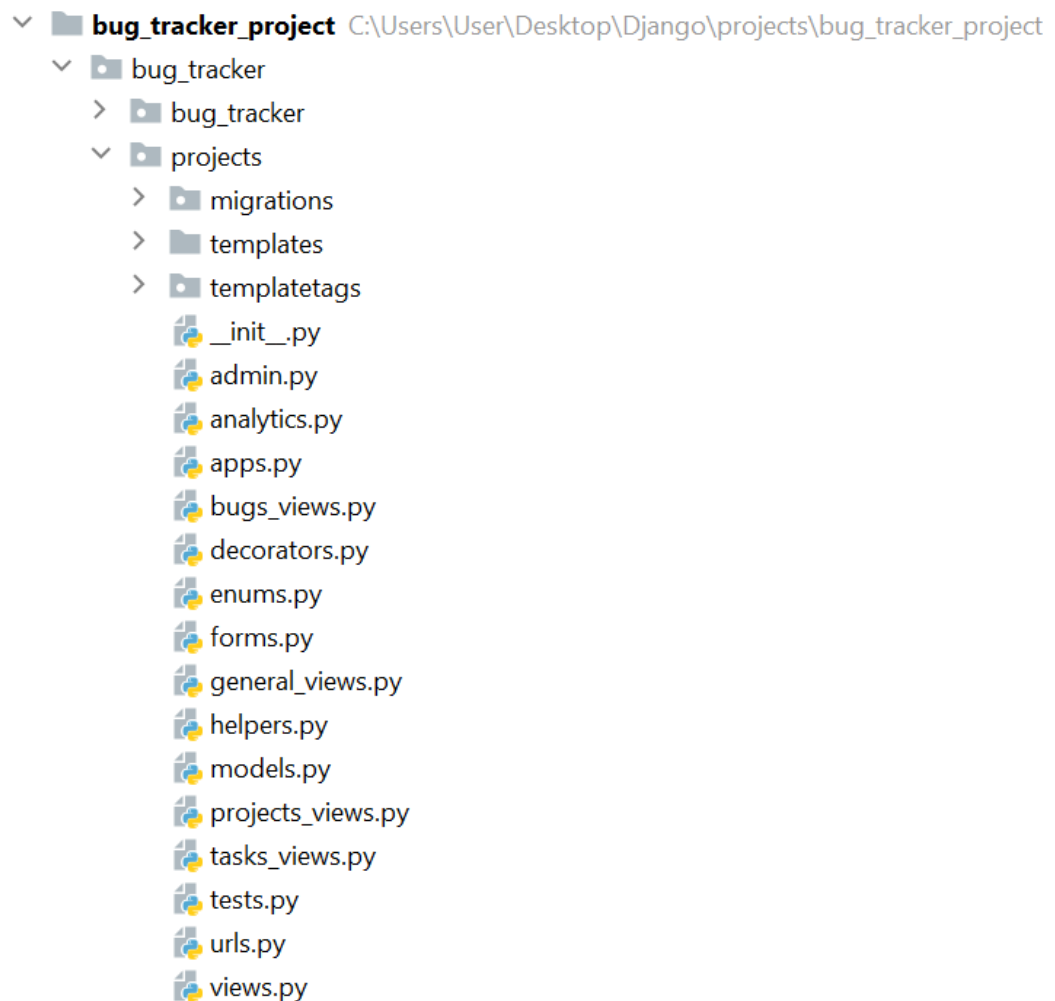 bug_tracker_project C:\Users\User\Desktop\Django\projects\bug_tracker_project
bug_tracker
bug_tracker
projects
migrations
templates
templatetags
__init__.py
admin.py
analytics.py
apps.py
bugs_views.py
decorators.py
enums.py
forms.py
general_views.py
helpers.py
models.py
projects_views.py
tasks_views.py
tests.py
urls.py
views.py